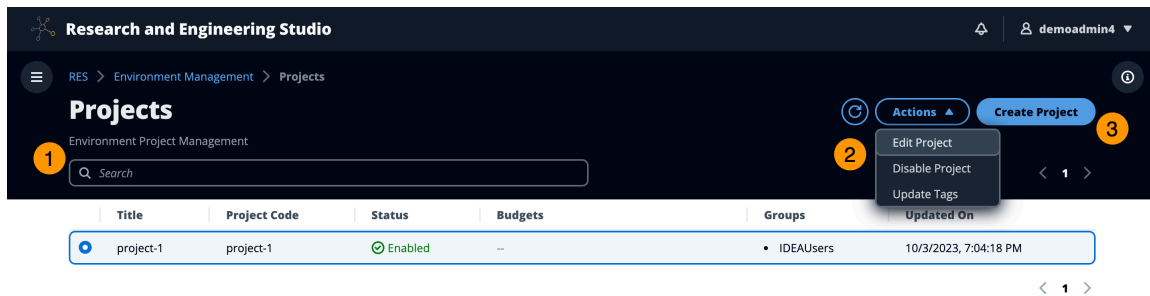 Research and Engineering Studio
demoadmin4
RES > Environment Management > Projects
Projects
Actions
Create Project
3
Environment Project Management
Edit Project
1
2
Search
Disable Project
< 1 >
Update Tags
Title Project Code Status Budgets Groups Updated On
project-1 project-1 Enabled -- • IDEAUsers 10/3/2023, 7:04:18 PM
< 1 >